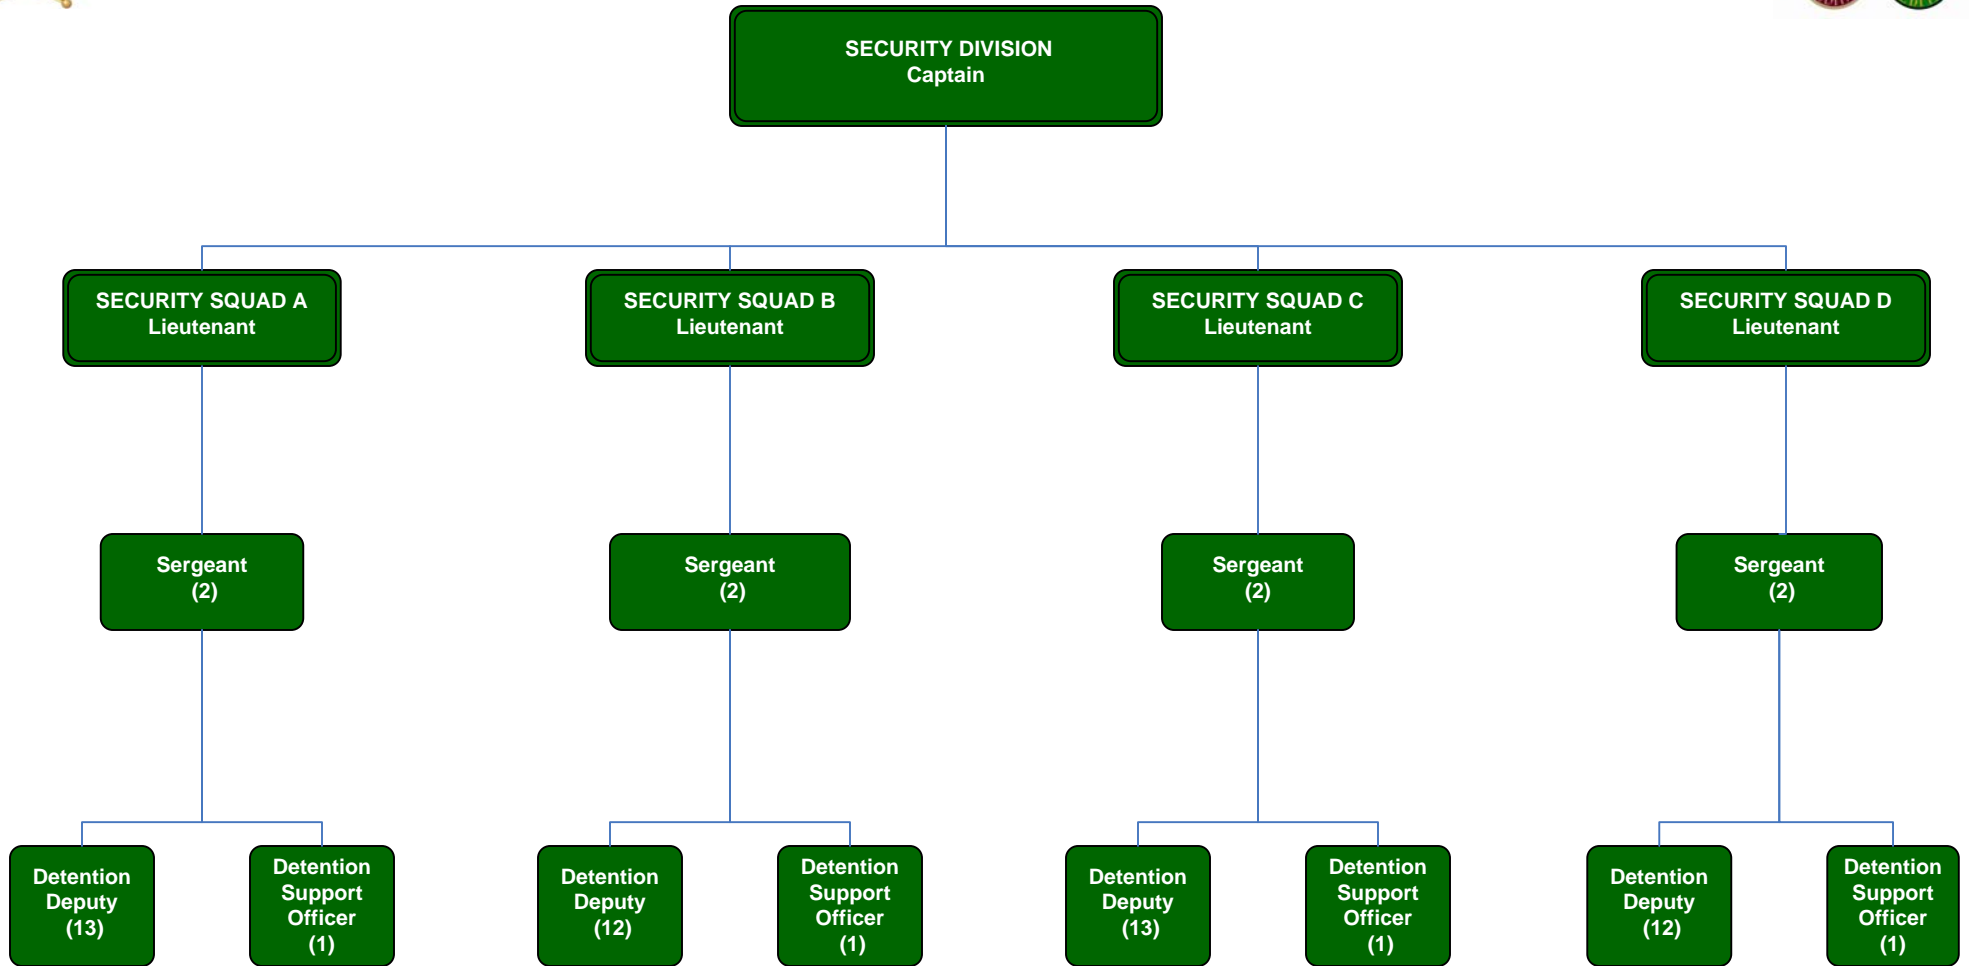 SECURITY DIVISION
Captain
SECURITY SQUAD A
Lieutenant
SECURITY SQUAD B
Lieutenant
SECURITY SQUAD C
Lieutenant
SECURITY SQUAD D
Lieutenant
Sergeant
(2)
Sergeant
(2)
Sergeant
(2)
Sergeant
(2)
Detention
Deputy
(13)
Detention
Support
Officer
(1)
Detention
Deputy
(12)
Detention
Support
Officer
(1)
Detention
Deputy
(13)
Detention
Support
Officer
(1)
Detention
Deputy
(12)
Detention
Support
Officer
(1)